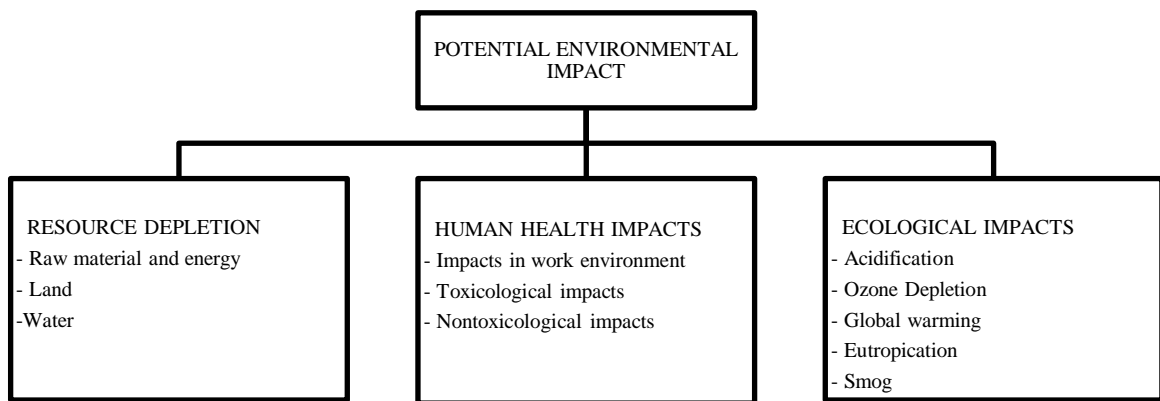 POTENTIAL ENVIRONMENTAL
IMPACT
RESOURCE DEPLETION
- Raw material and energy
- Land
-Water
HUMAN HEALTH IMPACTS
- Impacts in work environment
- Toxicological impacts
- Nontoxicological impacts
ECOLOGICAL IMPACTS
- Acidification
- Ozone Depletion
- Global warming
- Eutropication
- Smog